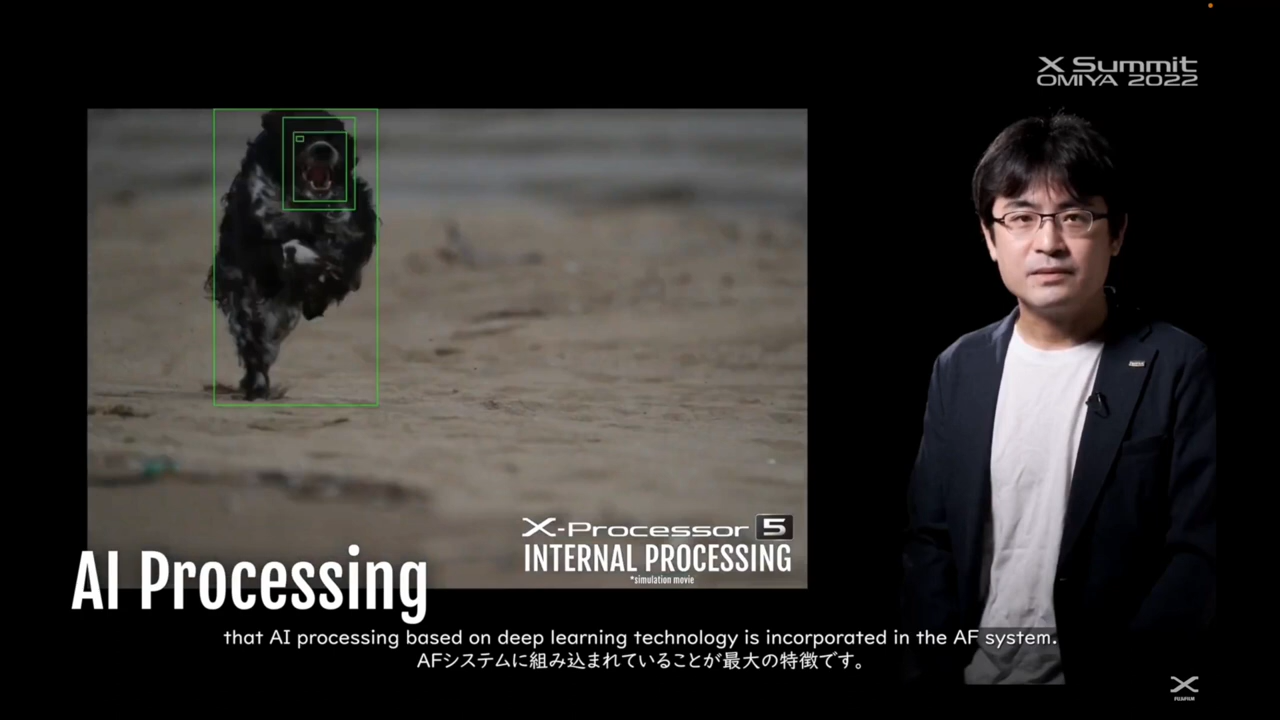 X Summit
OMIYA 2022
X-Processor 5
INTERNAL PROCESSING
*simulation movie
AI Processing
that AI processing based on deep learning technology is incorporated in the AF system.
AFシステムに組み込まれていることが最大の特徴です。
X
FUJIFILM